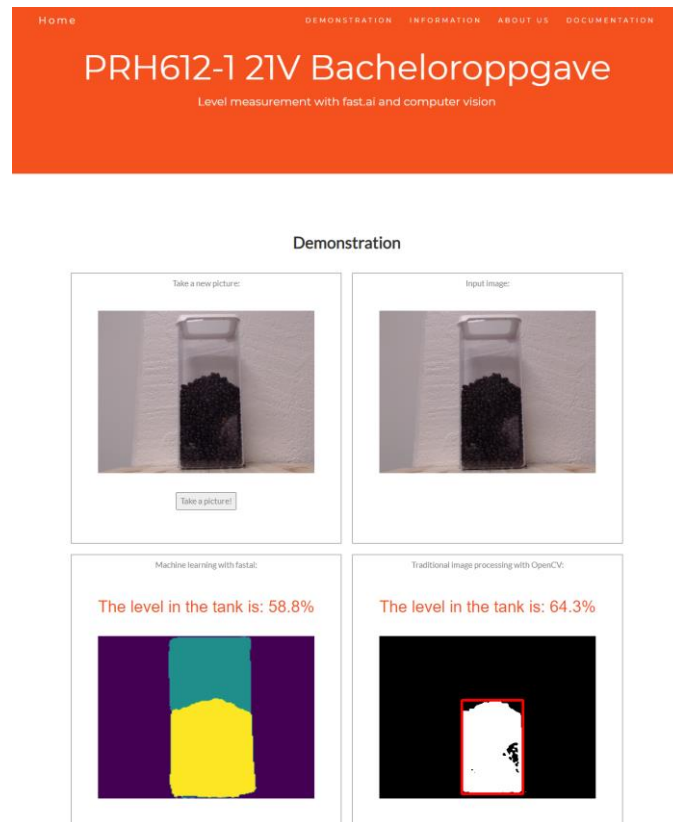 Home
DEMONSTRATION INFORMATION ABOUT US DOCUMENTATION
PRH612-1 21V Bacheloroppgave
Level measurement with fast.ai and computer vision
Demonstration
Take a new picture:
Input image:
Take a picture!
Machine learning with fastai:
Traditional image processing with OpenCV:
The level in the tank is: 58.8%
The level in the tank is: 64.3%